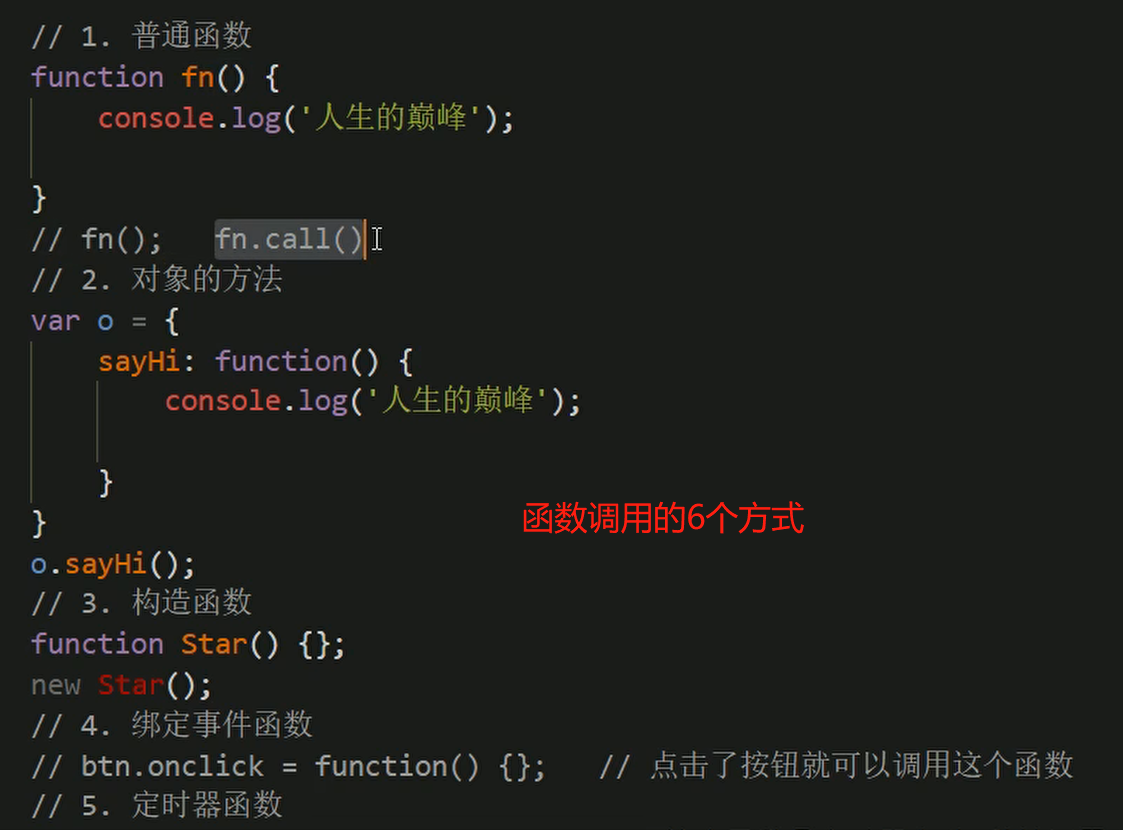 // 1. 普通函数
function fn() {
console.log('人生的巅峰');
}
// fn();   fn.call()
// 2. 对象的方法
var o = {
sayHi: function() {
console.log('人生的巅峰');
}
}
函数调用的6个方式
o.sayHi();
// 3. 构造函数
function Star() {};
new Star();
// 4. 绑定事件函数
// btn.onclick = function() {};   // 点击了按钮就可以调用这个函数
// 5. 定时器函数